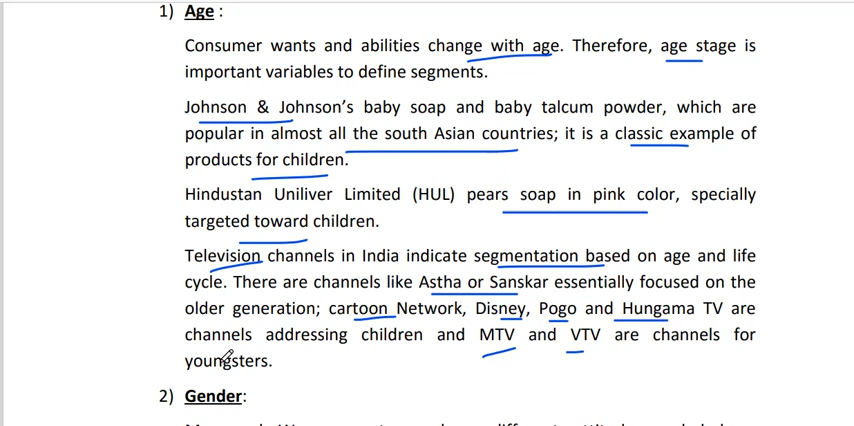 1) Age :
Consumer wants and abilities change with age. Therefore, age stage is
important variables to define segments.
Johnson & Johnson's baby soap and baby talcum powder, which are
popular in almost all the south Asian countries; it is a classic example of
products for children.
Hindustan Uniliver Limited (HUL) pears soap in pink color, specially
targeted toward children.
Television channels in India indicate segmentation based on age and life
cycle. There are channels like Astha or Sanskar essentially focused on the
older generation; cartoon Network, Disney, Pogo and Hungama TV are
channels addressing children and MTV and VTV are channels for
youngsters.
2) Gender: